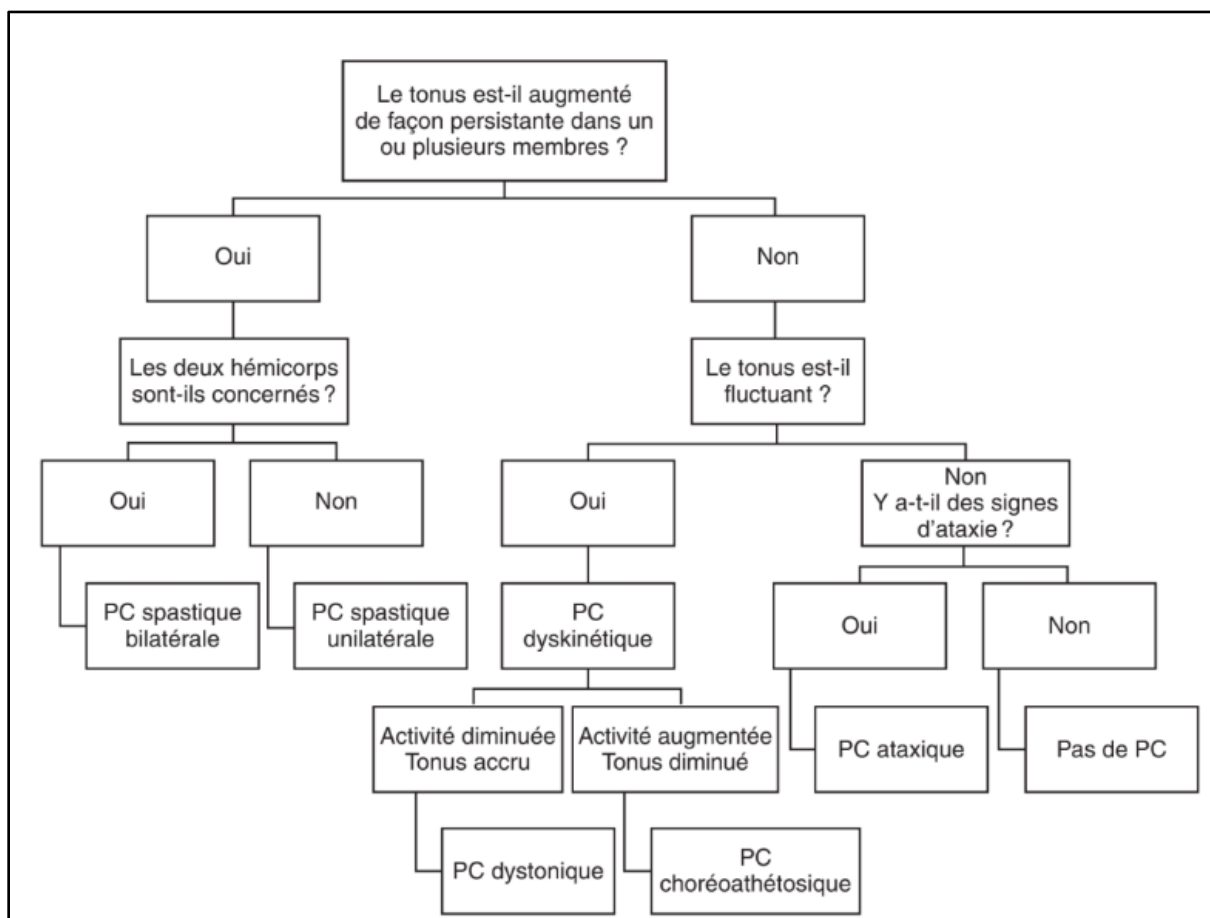 Le tonus est-il augmenté
de façon persistante dans un
ou plusieurs membres ?
Oui
Non
Les deux hémicorps
sont-ils concernés ?
Le tonus est-il
fluctuant ?
Oui
Non
Oui
Non
Y a-t-il des signes
d'ataxie ?
PC spastique
bilatérale
PC spastique
unilatérale
PC
dyskinétique
Oui
Non
Activité diminuée
Tonus accru
Activité augmentée
Tonus diminué
PC ataxique
Pas de PC
PC dystonique
PC
choréoathétosique